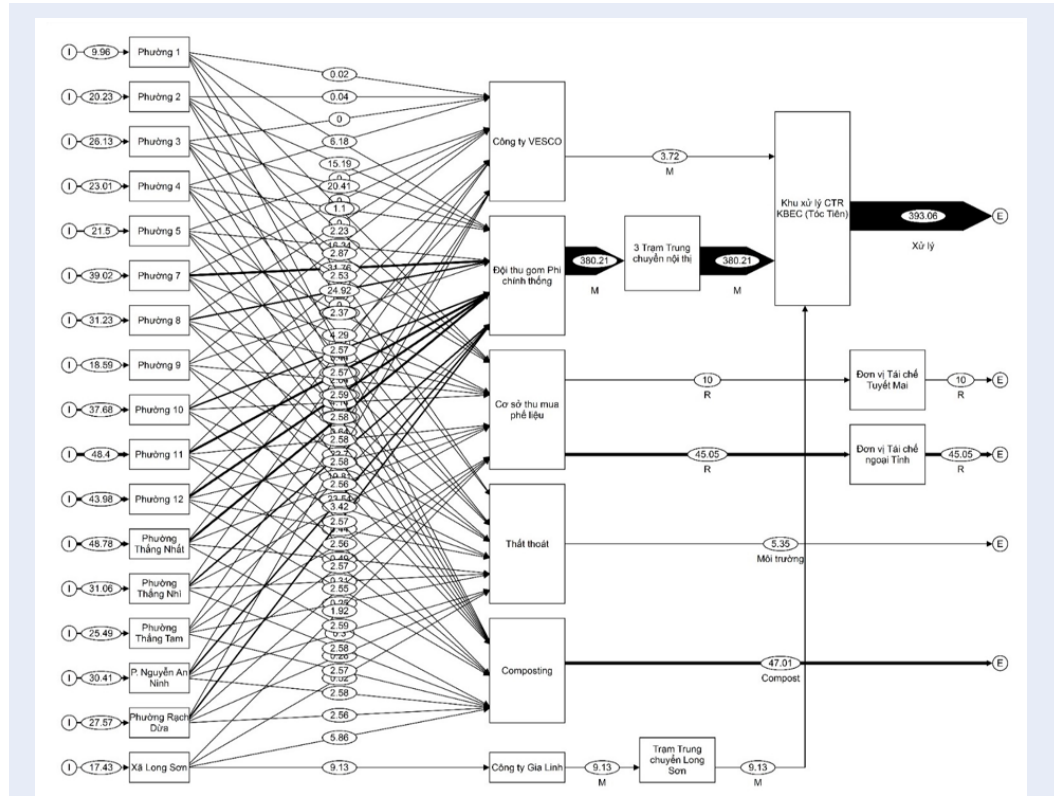 I 9.96 Phường 1
0.02
I 20.23 Phường 2
0.04
0
I 26.13 Phường 3
6.18
Công ty VESCO
3.72
M
15.19
I 23.01 Phường 4
20.41
1.1
Khu xử lý CTR
KBEC (Tóc Tiên)
393.06
E
Xử lý
I 21.5 Phường 5
2.23
2.87
I 39.02 Phường 7
2.53
24.92
Đội thu gom Phi
chính thống
380.21
M
3 Trạm Trung
chuyển nội thị
380.21
M
I 31.23 Phường 8
2.37
4.29
2.57
I 18.59 Phường 9
2.57
2.59
Cơ sở thu mua
phế liệu
10
R
Đơn vị Tái chế
Tuyết Mai
10
E
I 37.68 Phường 10
2.58
2.58
I 48.4 Phường 11
2.58
45.05
R
Đơn vị Tái chế
ngoại Tỉnh
45.05
E
R
2.56
I 43.98 Phường 12
3.42
2.57
I 48.78 Phường
Thắng Nhất
2.56
Thất thoát
5.35
E
Môi trường
2.57
I 31.06 Phường
Thắng Nhì
2.55
1.92
I 25.49 Phường
Thắng Tam
2.59
2.58
I 30.41 P. Nguyễn An
Ninh
2.57
Composting
47.01
E
Compost
2.58
I 27.57 Phường Rạch
Dừa
2.56
5.86
I 17.43 Xã Long Sơn
9.13
Công ty Gia Linh
9.13
M
Trạm Trung
chuyển Long
Sơn
9.13
M